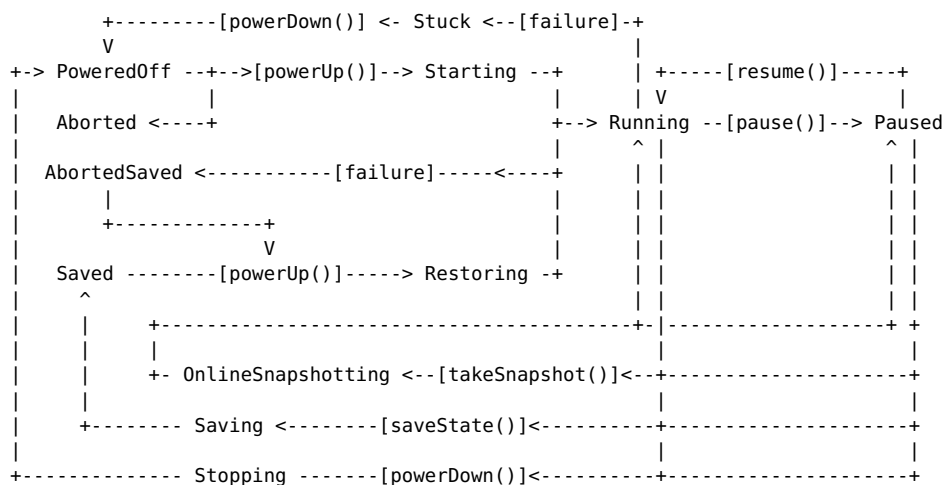 +---------[powerDown()] <- Stuck <--[failure]-+
V |
+-> PoweredOff --+-->[powerUp()]--> Starting --+ | +-----[resume()]-----+
| | | | V |
| Aborted <----+ +--> Running --[pause()]--> Paused
| | ^ | ^ |
| AbortedSaved <-----------[failure]-----<----+ | | | |
| | | | | | |
| +-------------+ | | | | |
| V | | | | |
| Saved --------[powerUp()]-----> Restoring -+ | | | |
| ^ | | | |
| | +--------------------------------------+-|-------------------+ +
| | | | |
| | +- OnlineSnapshotting <--[takeSnapshot()]<--+---------------------+
| | | |
| +-------- Saving <--------[saveState()]<----------+---------------------+
| | |
+-------------- Stopping -------[powerDown()]<----------+---------------------+